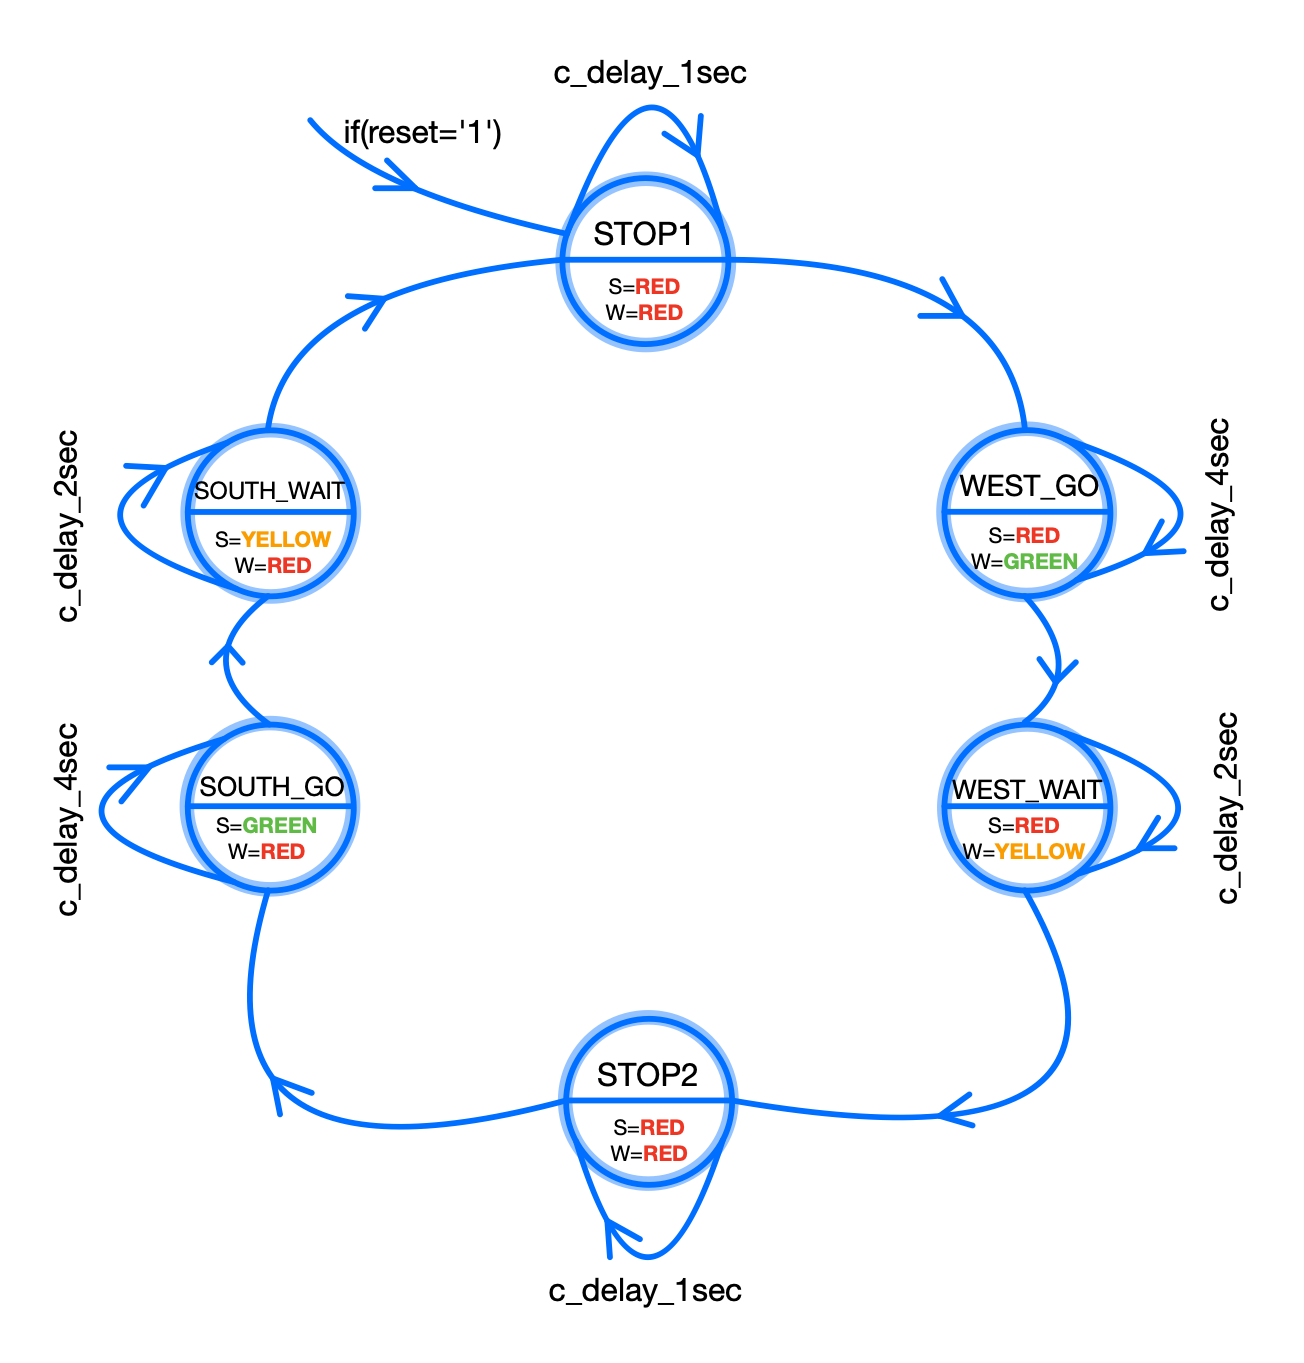 c_delay_1sec
if(reset='1')
STOP1
S=RED
W=RED
c_delay_2sec
SOUTH_WAIT
S=YELLOW
W=RED
WEST_GO
S=RED
W=GREEN
c_delay_4sec
c_delay_4sec
SOUTH_GO
S=GREEN
W=RED
WEST_WAIT
S=RED
W=YELLOW
c_delay_2sec
STOP2
S=RED
W=RED
c_delay_1sec